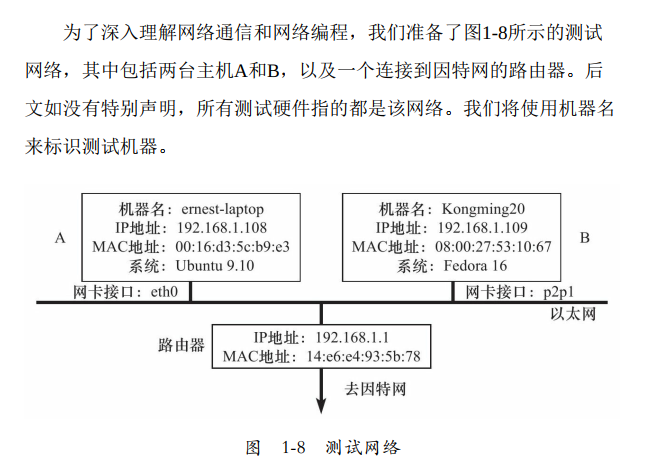 为了深入理解网络通信和网络编程，我们准备了图1-8所示的测试
网络，其中包括两台主机A和B，以及一个连接到因特网的路由器。后
文如没有特别声明，所有测试硬件指的都是该网络。我们将使用机器名
来标识测试机器。
A
机器名：ernest-laptop
IP地址：192.168.1.108
MAC地址：00:16:d3:5c:b9:e3
系统：Ubuntu 9.10
网卡接口：eth0
机器名：Kongming20
IP地址：192.168.1.109
MAC地址：08:00:27:53:10:67
系统：Fedora 16
B
网卡接口：p2p1
以太网
路由器
IP地址：192.168.1.1
MAC地址：14:e6:e4:93:5b:78
去因特网
图 1-8 测试网络